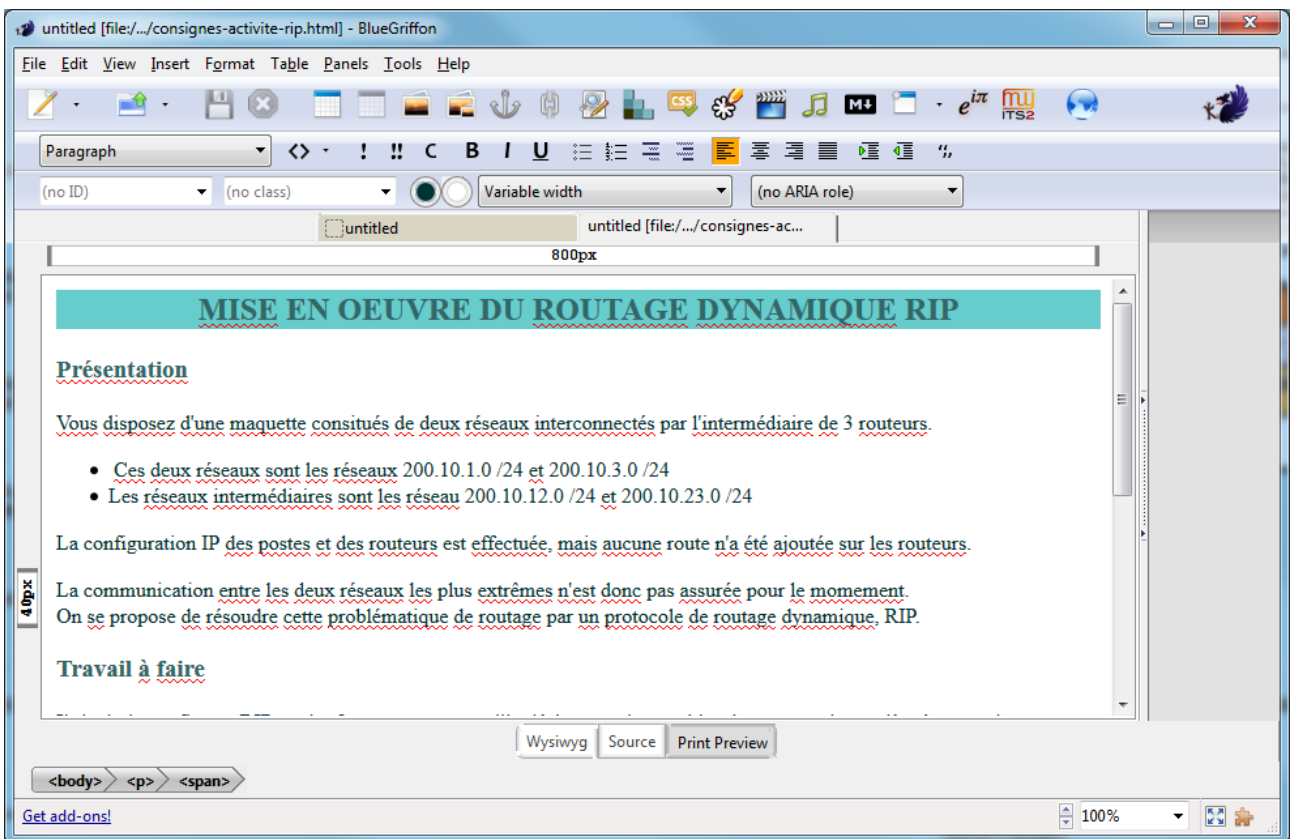 untitled [file:/.../consignes-activite-rip.html] - BlueGriffon
File Edit View Insert Format Table Panels Tools Help
CSS M↓ eiπ ITS2
Paragraph <> ! !! C B I U
(no ID) (no class) Variable width (no ARIA role)
untitled untitled [file:/.../consignes-ac...
800px
MISE EN OEUVRE DU ROUTAGE DYNAMIQUE RIP
Présentation
Vous disposez d'une maquette consitués de deux réseaux interconnectés par l'intermédiaire de 3 routeurs.
Ces deux réseaux sont les réseaux 200.10.1.0 /24 et 200.10.3.0 /24
Les réseaux intermédiaires sont les réseau 200.10.12.0 /24 et 200.10.23.0 /24
La configuration IP des postes et des routeurs est effectuée, mais aucune route n'a été ajoutée sur les routeurs.
40px
La communication entre les deux réseaux les plus extrêmes n'est donc pas assurée pour le momement.
On se propose de résoudre cette problématique de routage par un protocole de routage dynamique, RIP.
Travail à faire
Wysiwyg Source Print Preview
<body> <p> <span>
Get add-ons! 100%